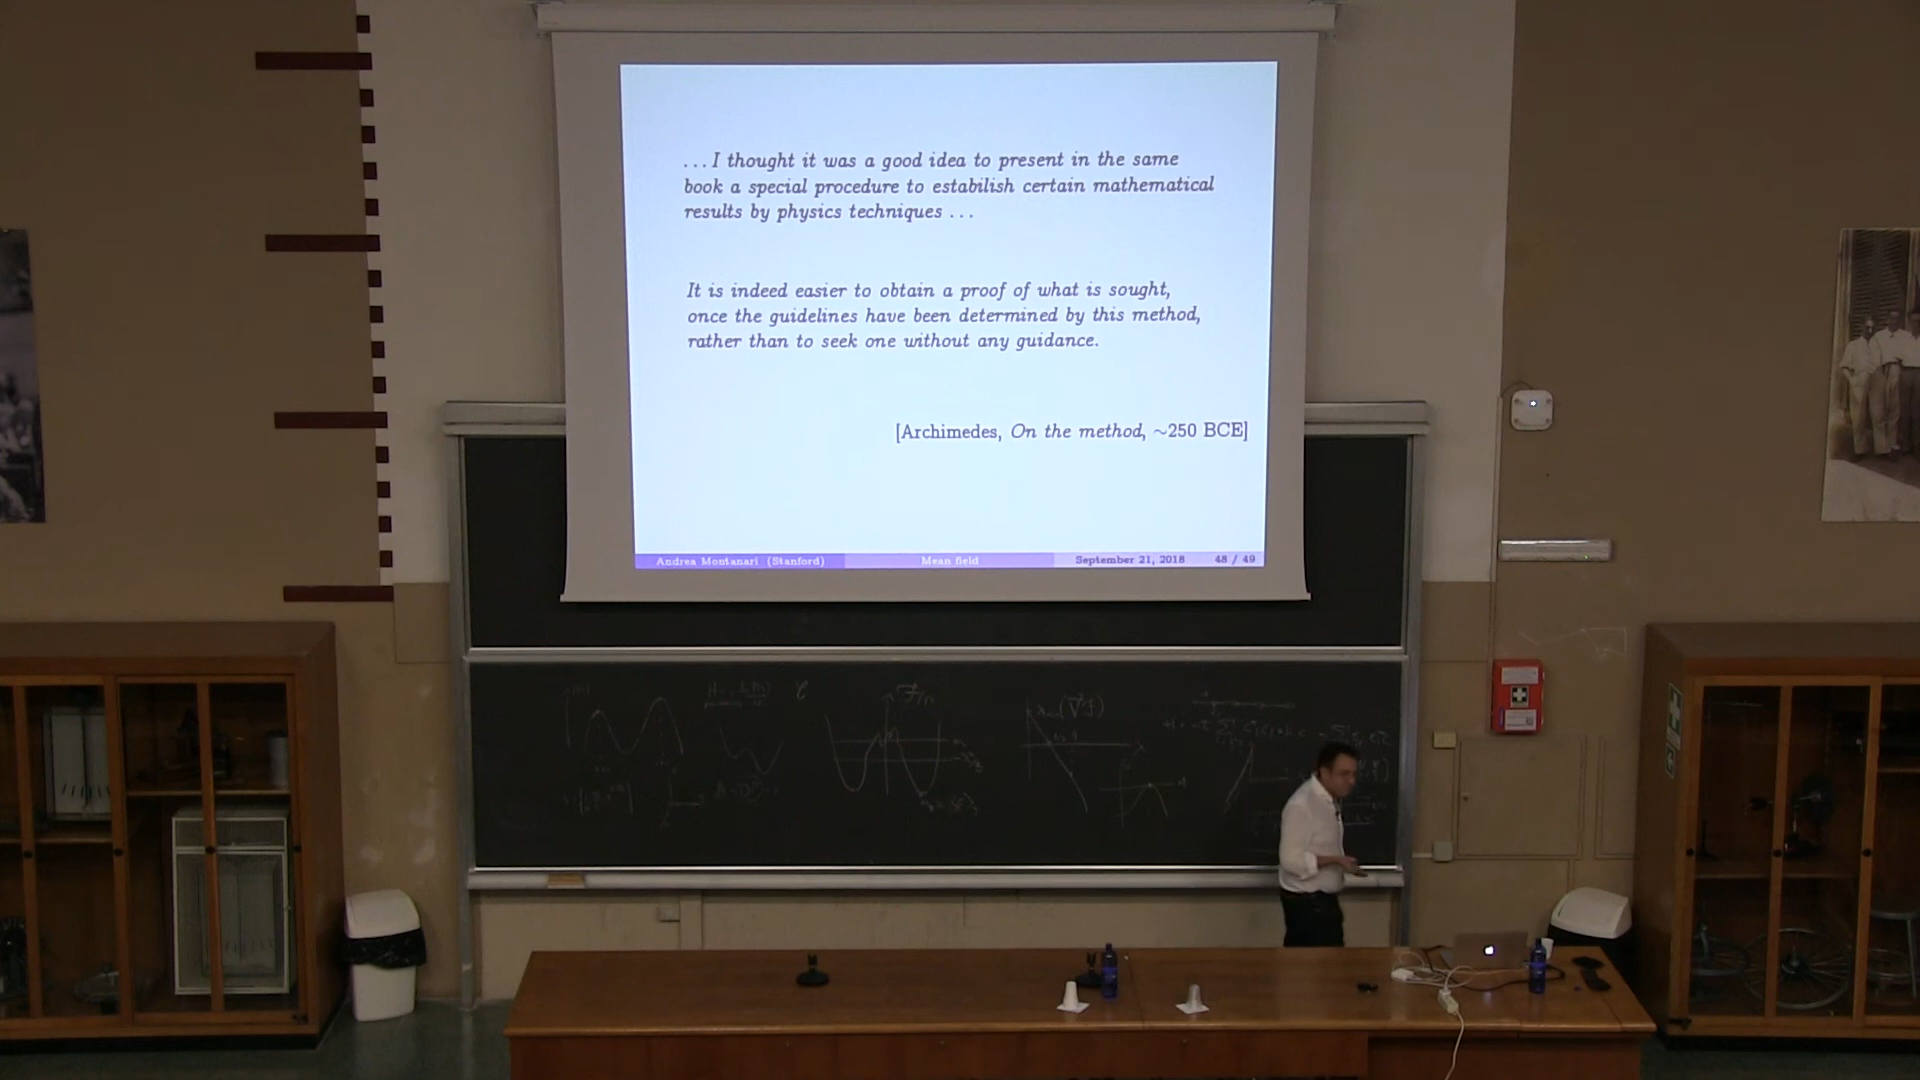 ...I thought it was a good idea to present in the same
book a special procedure to estabilish certain mathematical
results by physics techniques ...
It is indeed easier to obtain a proof of what is sought,
once the guidelines have been determined by this method,
rather than to seek one without any guidance.
[Archimedes, On the method, ~250 BCE]
Andrea Montanari (Stanford) Mean field September 21, 2018 48 / 49